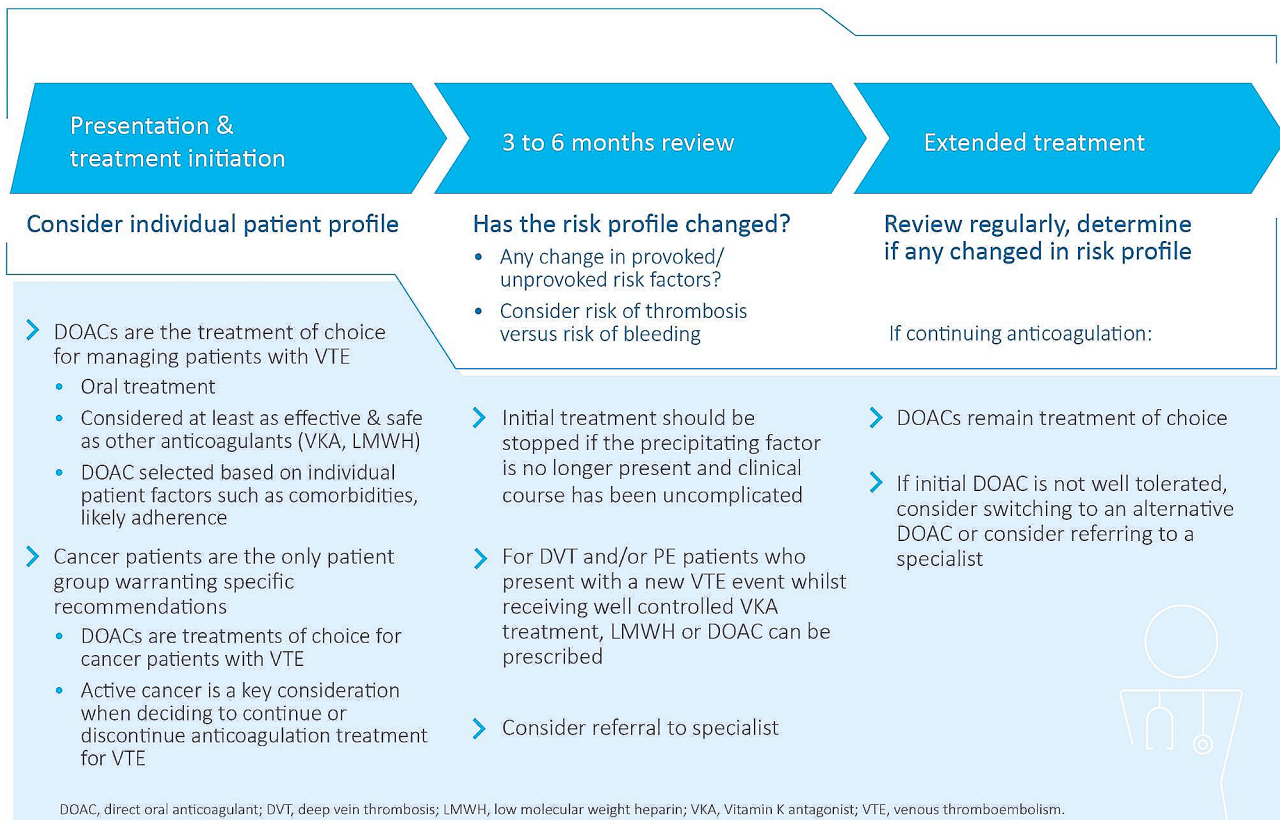 Presentation &
treatment initiation
3 to 6 months review
Extended treatment
Consider individual patient profile
Has the risk profile changed?
• Any change in provoked/
unprovoked risk factors?
• Consider risk of thrombosis
versus risk of bleeding
Review regularly, determine
if any changed in risk profile
If continuing anticoagulation:
DOACs are the treatment of choice
for managing patients with VTE
• Oral treatment
• Considered at least as effective & safe
as other anticoagulants (VKA, LMWH)
• DOAC selected based on individual
patient factors such as comorbidities,
likely adherence
Cancer patients are the only patient
group warranting specific
recommendations
• DOACs are treatments of choice for
cancer patients with VTE
• Active cancer is a key consideration
when deciding to continue or
discontinue anticoagulation treatment
for VTE
Initial treatment should be
stopped if the precipitating factor
is no longer present and clinical
course has been uncomplicated
For DVT and/or PE patients who
present with a new VTE event whilst
receiving well controlled VKA
treatment, LMWH or DOAC can be
prescribed
Consider referral to specialist
DOACs remain treatment of choice
If initial DOAC is not well tolerated,
consider switching to an alternative
DOAC or consider referring to a
specialist
DOAC, direct oral anticoagulant; DVT, deep vein thrombosis; LMWH, low molecular weight heparin; VKA, Vitamin K antagonist; VTE, venous thromboembolism.